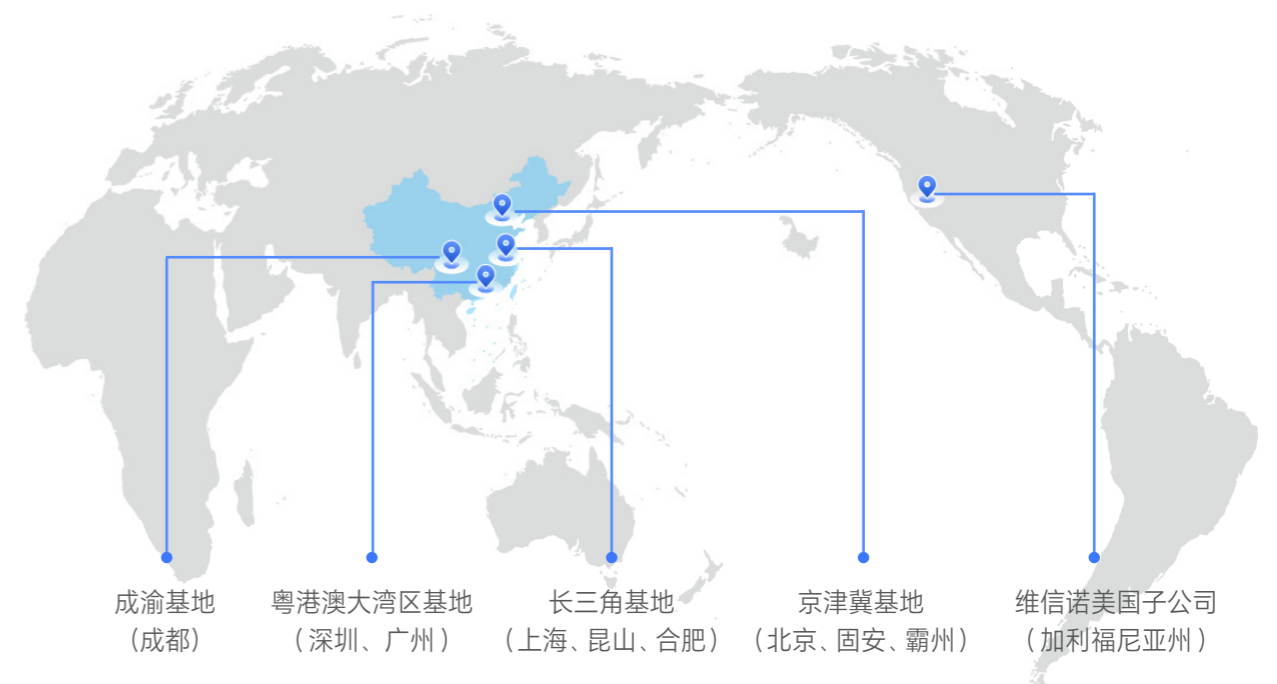 成渝基地
（成都）
粤港澳大湾区基地
（深圳、广州）
长三角基地
（上海、昆山、合肥）
京津冀基地
（北京、固安、霸州）
维信诺美国子公司
（加利福尼亚州）